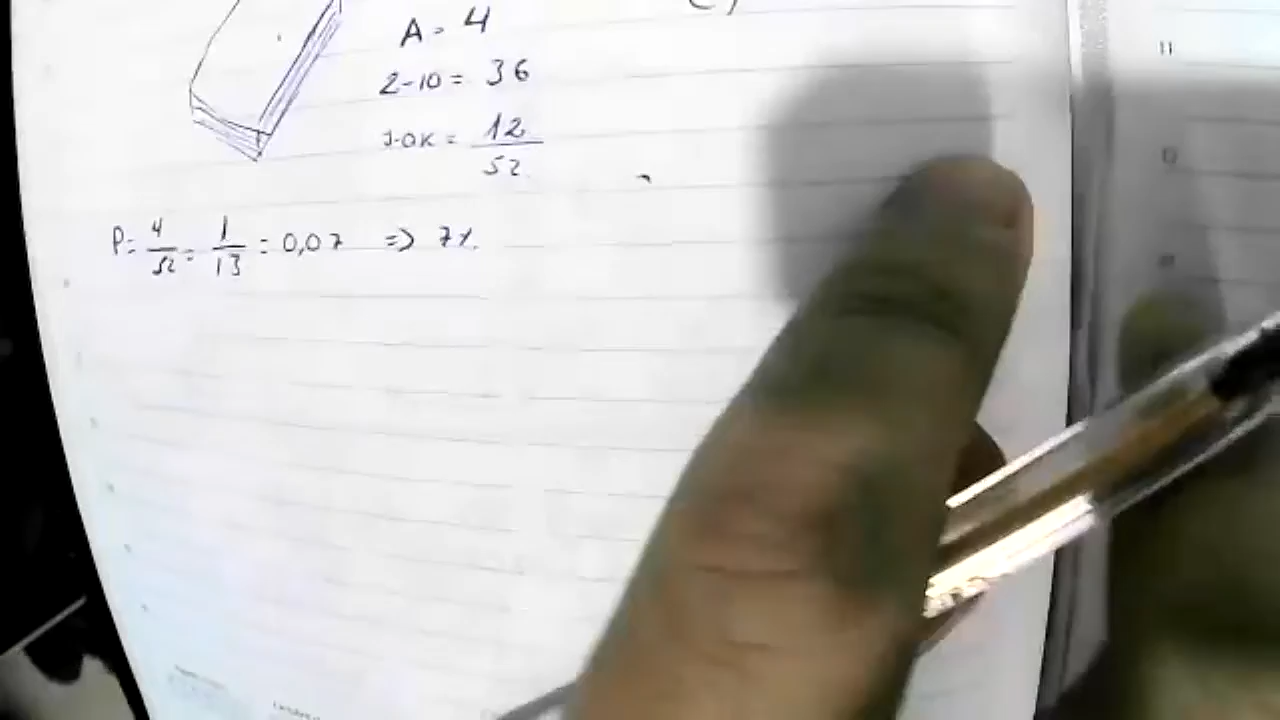 A = 4
2-10 = 36
J-Q-K = 12
52
P = 4/52 = 1/13 = 0,07 => 7%